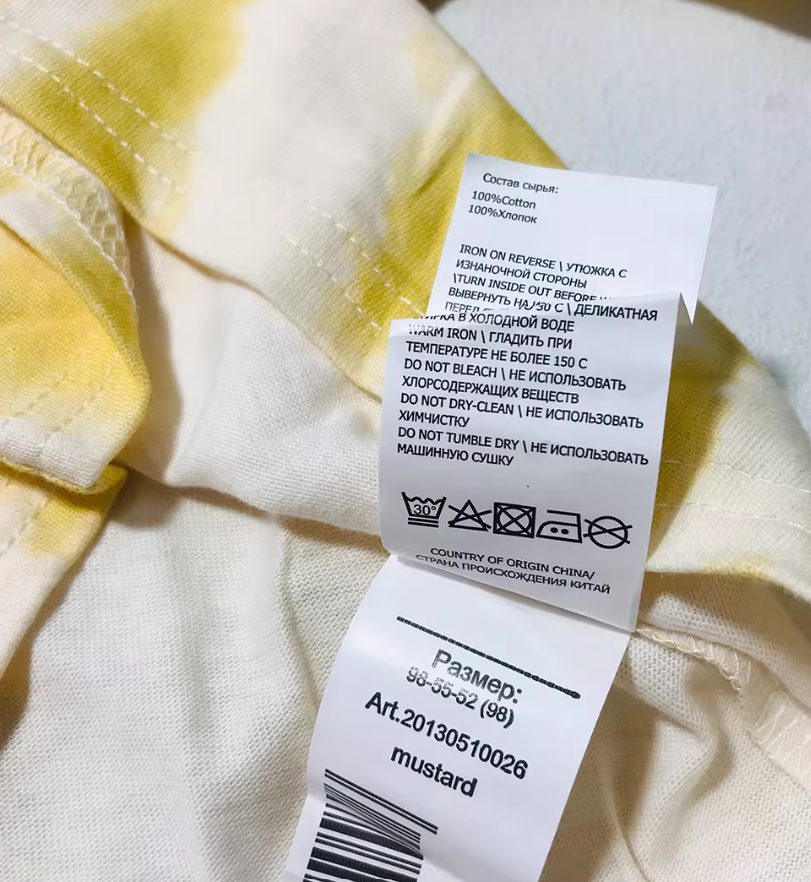 Состав сырья:
100%Cotton
100%Хлопок
IRON ON REVERSE \ УТЮЖКА С
ИЗНАНОЧНОЙ СТОРОНЫ
\TURN INSIDE OUT BEFORE
ВЫВЕРНУТЬ НА
ПЕРЕД
\ ДЕЛИКАТНАЯ
В ХОЛОДНОЙ ВОДЕ
WARM IRON \ ГЛАДИТЬ ПРИ
ТЕМПЕРАТУРЕ НЕ БОЛЕЕ 150 С
DO NOT BLEACH \ НЕ ИСПОЛЬЗОВАТЬ
ХЛОРСОДЕРЖАЩИХ ВЕЩЕСТВ
DO NOT DRY-CLEAN \ НЕ ИСПОЛЬЗОВАТЬ
ХИМЧИСТКУ
DO NOT TUMBLE DRY \ НЕ ИСПОЛЬЗОВАТЬ
МАШИННУЮ СУШКУ
30°
COUNTRY OF ORIGIN CHINA/
СТРАНА ПРОИСХОЖДЕНИЯ КИТАЙ
Размер:
98-55-52 (98)
Art.20130510026
mustard